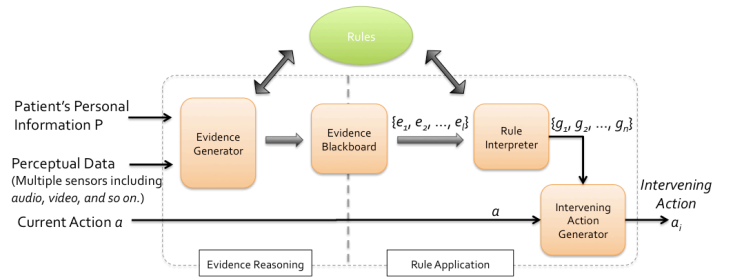 Rules
Patient's Personal
Information P
Evidence
Generator
Evidence
Blackboard
{e₁, e₂, ..., eₗ}
Rule
Interpreter
{g₁, g₂, ..., gₙ}
Perceptual Data
(Multiple sensors including
audio, video, and so on.)
Current Action a
a
Intervening
Action
Generator
Intervening
Action
aᵢ
Evidence Reasoning
Rule Application